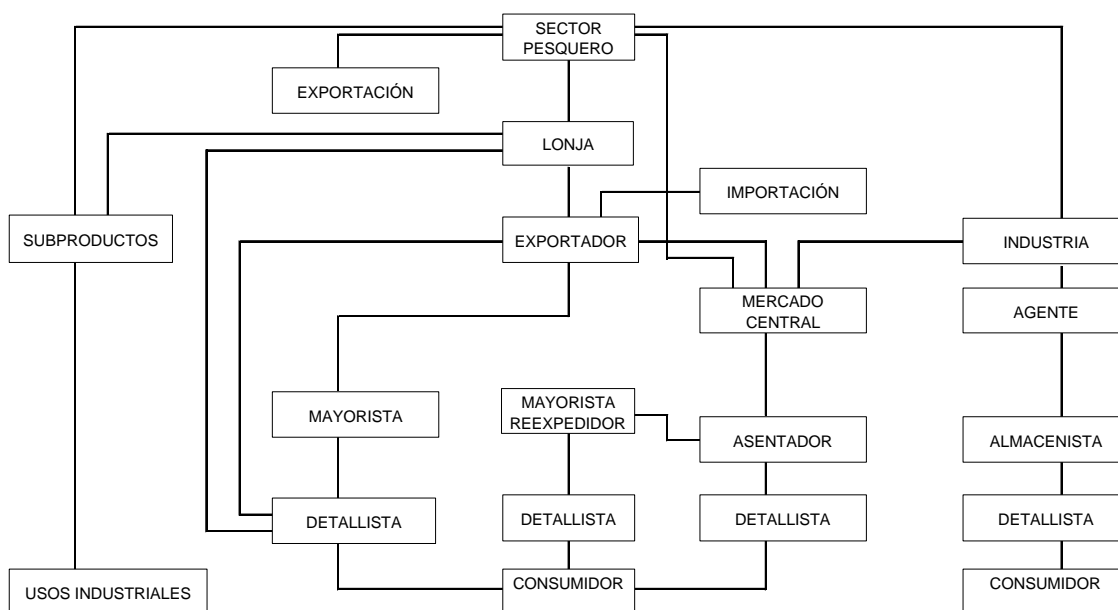 SECTOR
PESQUERO
EXPORTACIÓN
LONJA
IMPORTACIÓN
SUBPRODUCTOS
EXPORTADOR
INDUSTRIA
MERCADO
CENTRAL
AGENTE
MAYORISTA
MAYORISTA
REEXPEDIDOR
ASENTADOR
ALMACENISTA
DETALLISTA
DETALLISTA
DETALLISTA
DETALLISTA
USOS INDUSTRIALES
CONSUMIDOR
CONSUMIDOR